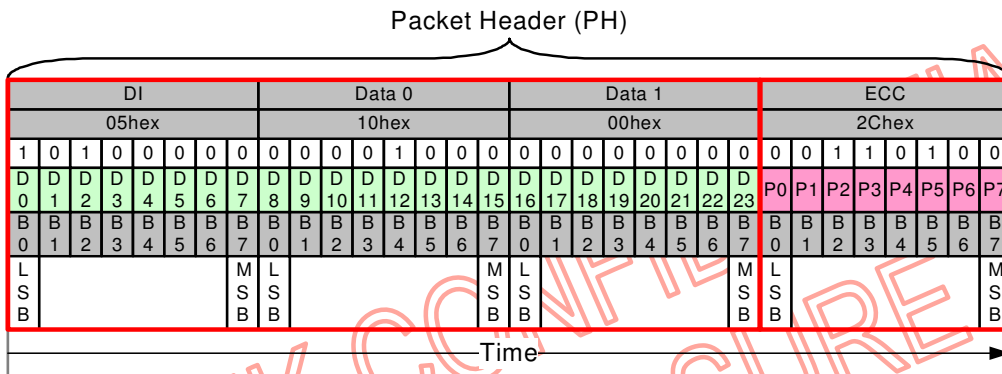 Packet Header (PH)
DI Data 0 Data 1 ECC
05hex 10hex 00hex 2Chex
1 0 1 0 0 0 0 0 0 0 0 0 1 0 0 0 0 0 0 0 0 0 0 0 0 0 1 1 0 1 0 0
D0 D1 D2 D3 D4 D5 D6 D7 D8 D9 D10 D11 D12 D13 D14 D15 D16 D17 D18 D19 D20 D21 D22 D23 P0 P1 P2 P3 P4 P5 P6 P7
B0 B1 B2 B3 B4 B5 B6 B7 B0 B1 B2 B3 B4 B5 B6 B7 B0 B1 B2 B3 B4 B5 B6 B7 B0 B1 B2 B3 B4 B5 B6 B7
LSB MSB LSB MSB LSB MSB LSB MSB
Time